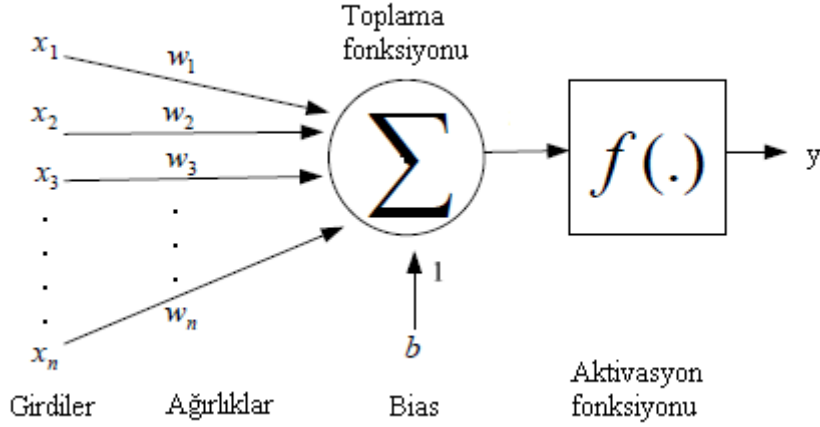 Toplama
fonksiyonu
x1
w1
x2
w2
x3
w3
∑
f(.)
y
1
wn
xn
b
Girdiler
Ağırlıklar
Bias
Aktivasyon
fonksiyonu